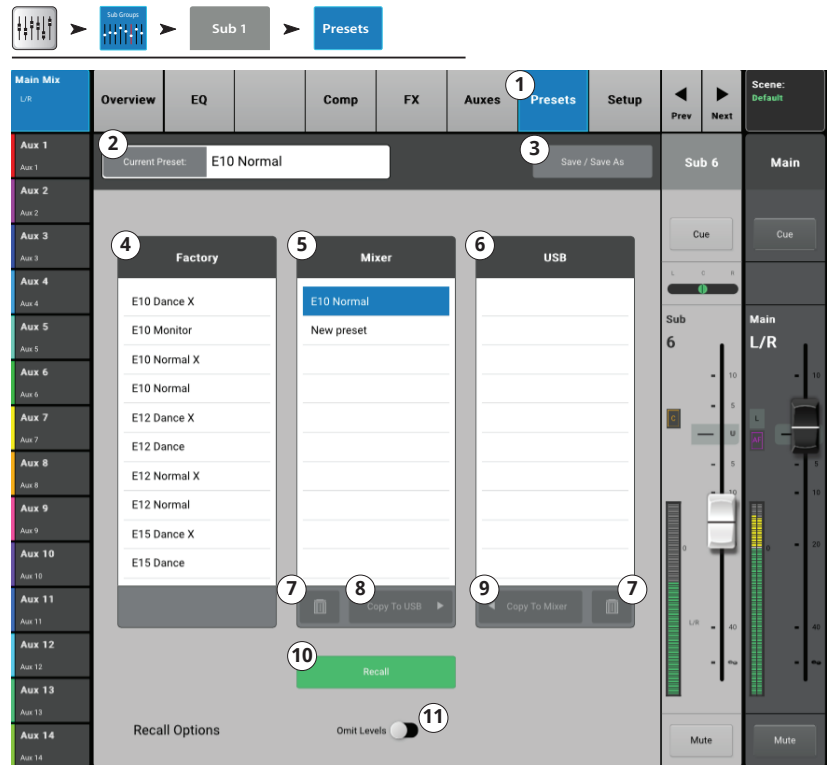 Sub Groups
Sub 1
Presets
Main Mix
L/R
Overview
EQ
Comp
FX
Auxes
1
Presets
Setup
Prev
Next
Scene:
Default
2
Current Preset:
E10 Normal
3
Save / Save As
Sub 6
Main
Aux 1
Aux 1
Aux 2
Aux 2
Aux 3
Aux 3
Aux 4
Aux 4
Aux 5
Aux 5
Aux 6
Aux 6
Aux 7
Aux 7
Aux 8
Aux 8
Aux 9
Aux 9
Aux 10
Aux 10
Aux 11
Aux 11
Aux 12
Aux 12
Aux 13
Aux 13
Aux 14
Aux 14
4
Factory
E10 Dance X
E10 Monitor
E10 Normal X
E10 Normal
E12 Dance X
E12 Dance
E12 Normal X
E12 Normal
E15 Dance X
E15 Dance
5
Mixer
E10 Normal
New preset
7
8
Copy To USB
6
USB
9
Copy To Mixer
7
10
Recall
Recall Options
Omit Levels
11
Cue
L C R
Sub
6
10
5
C
U
5
10
0
L/R
40
∞
Mute
Cue
Main
L/R
10
5
L
5
10
0
20
40
∞
Mute